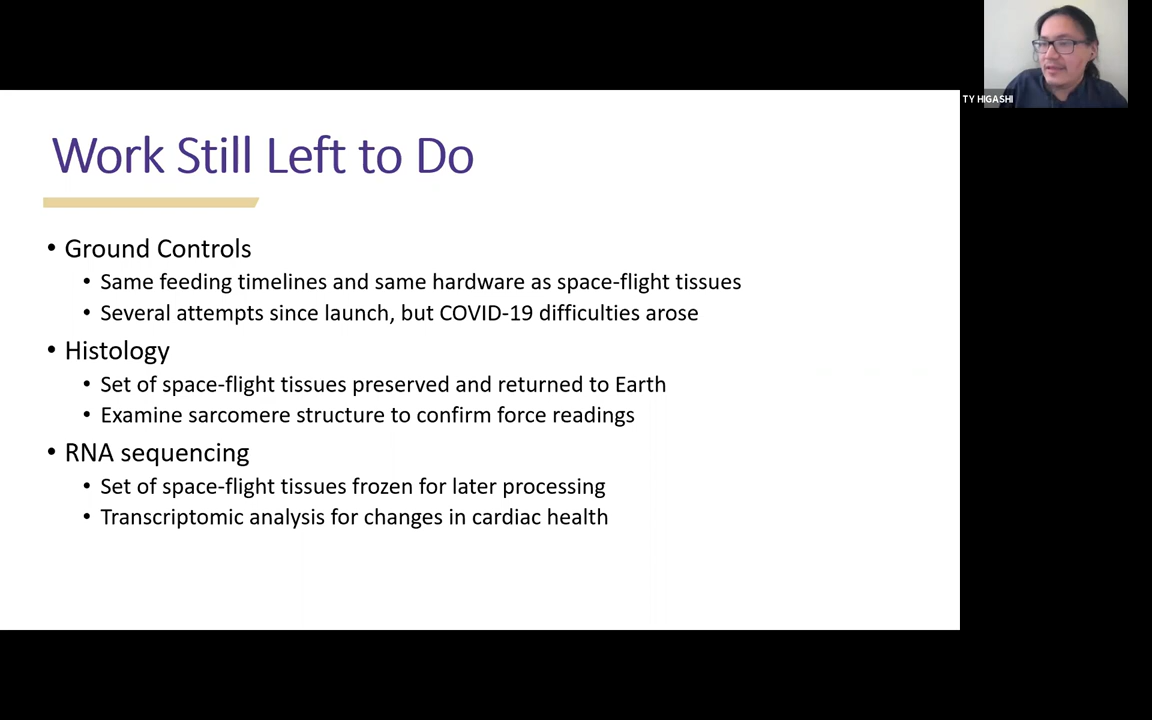 TY HIGASHI
Work Still Left to Do
• Ground Controls
• Same feeding timelines and same hardware as space-flight tissues
• Several attempts since launch, but COVID-19 difficulties arose
• Histology
• Set of space-flight tissues preserved and returned to Earth
• Examine sarcomere structure to confirm force readings
• RNA sequencing
• Set of space-flight tissues frozen for later processing
• Transcriptomic analysis for changes in cardiac health